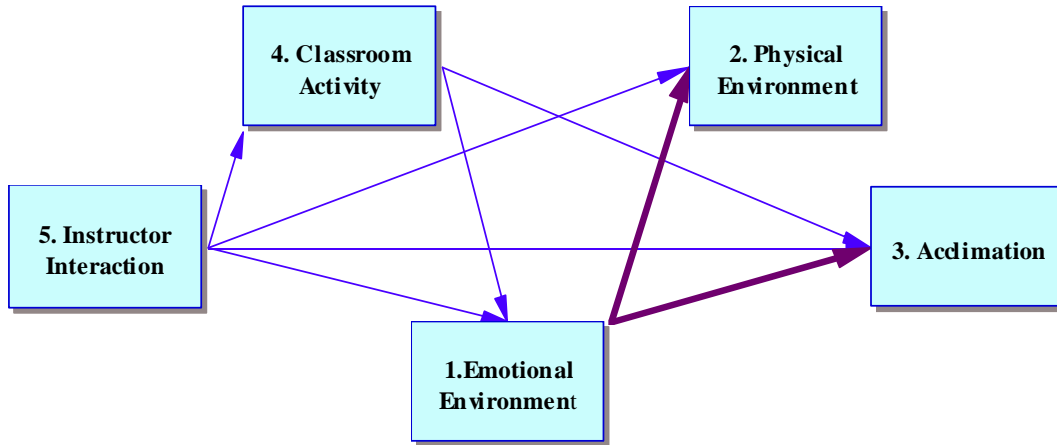 4. Classroom
Activity
2. Physical
Environment
5. Instructor
Interaction
3. Acclimation
1.Emotional
Environment